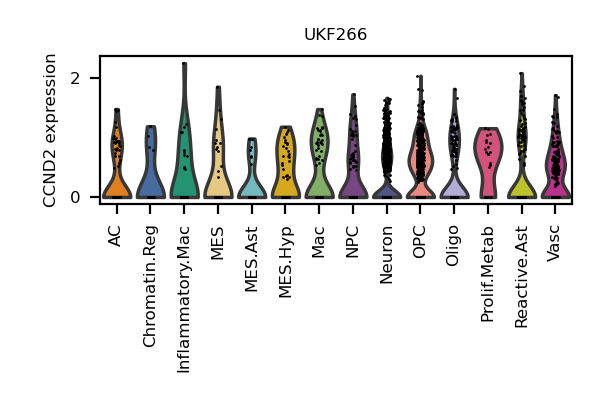 UKF266
CCND2 expression
2
0
AC
Chromatin.Reg
Inflammatory.Mac
MES
MES.Ast
MES.Hyp
Mac
NPC
Neuron
OPC
Oligo
Prolif.Metab
Reactive.Ast
Vasc